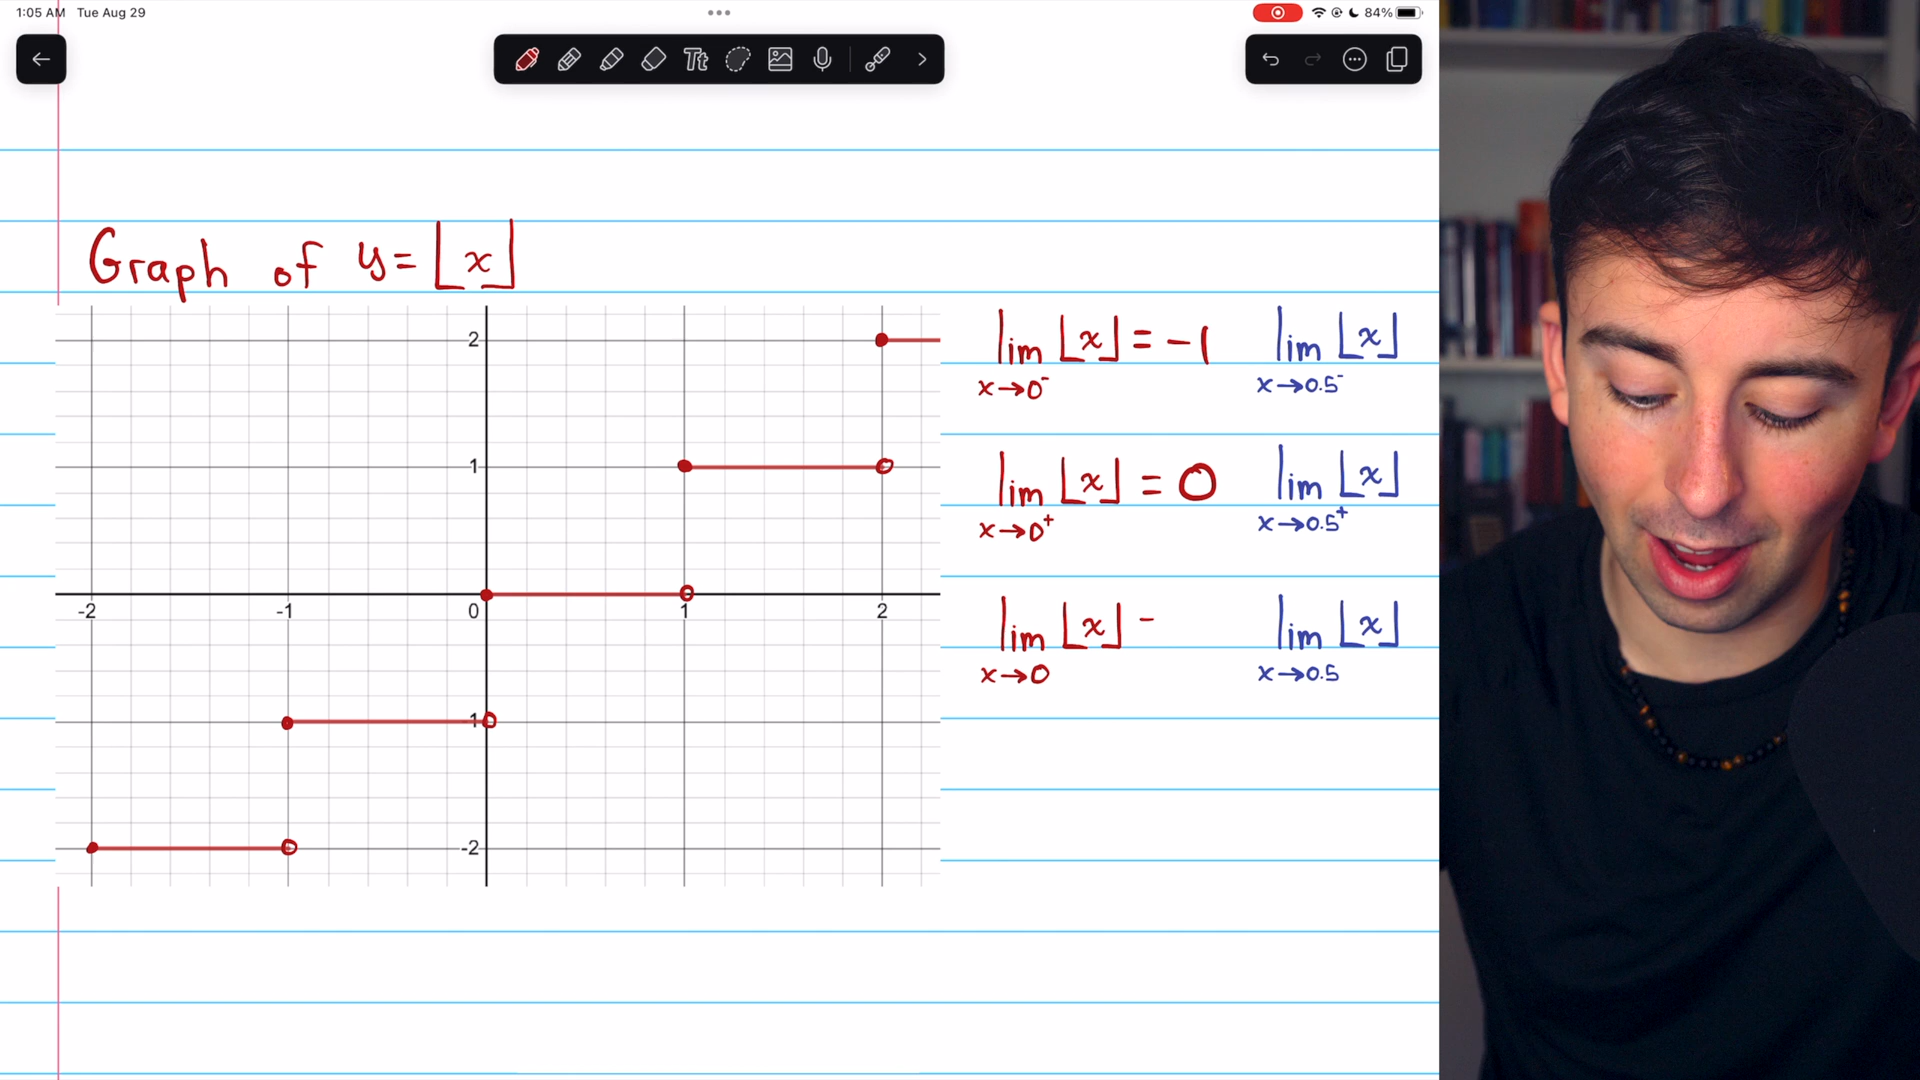 1:05 AM Tue Aug 29
84%
Tt
Graph of y = ⌊x⌋
2
1
-2 -1 0 1 2
-1
-2
lim ⌊x⌋ = -1
x→0⁻
lim ⌊x⌋ = 0
x→0⁺
lim ⌊x⌋ -
x→0
lim ⌊x⌋
x→0.5⁻
lim ⌊x⌋
x→0.5⁺
lim ⌊x⌋
x→0.5